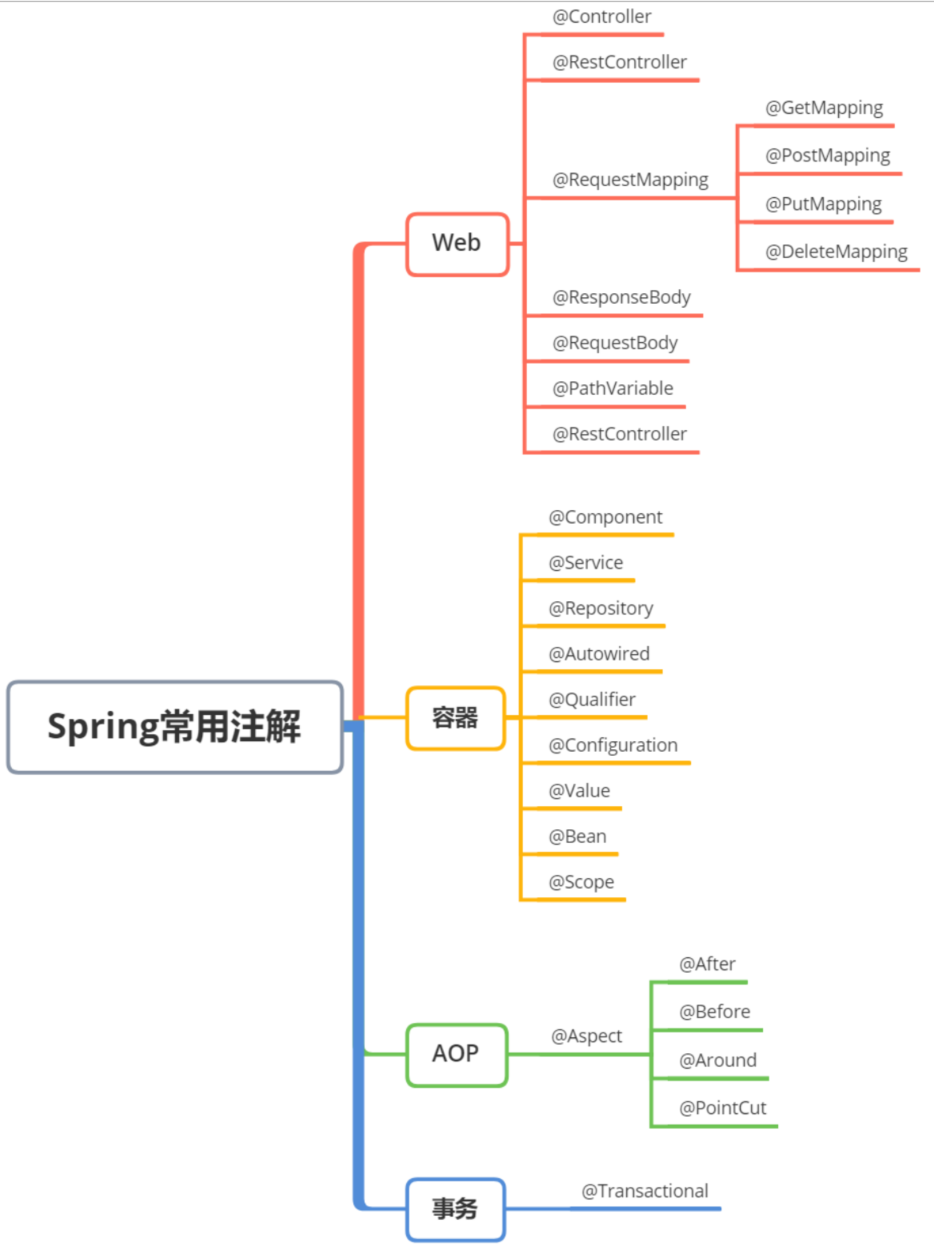 Spring常用注解
Web
@Controller
@RestController
@RequestMapping
@GetMapping
@PostMapping
@PutMapping
@DeleteMapping
@ResponseBody
@RequestBody
@PathVariable
@RestController
容器
@Component
@Service
@Repository
@Autowired
@Qualifier
@Configuration
@Value
@Bean
@Scope
AOP
@Aspect
@After
@Before
@Around
@PointCut
事务
@Transactional